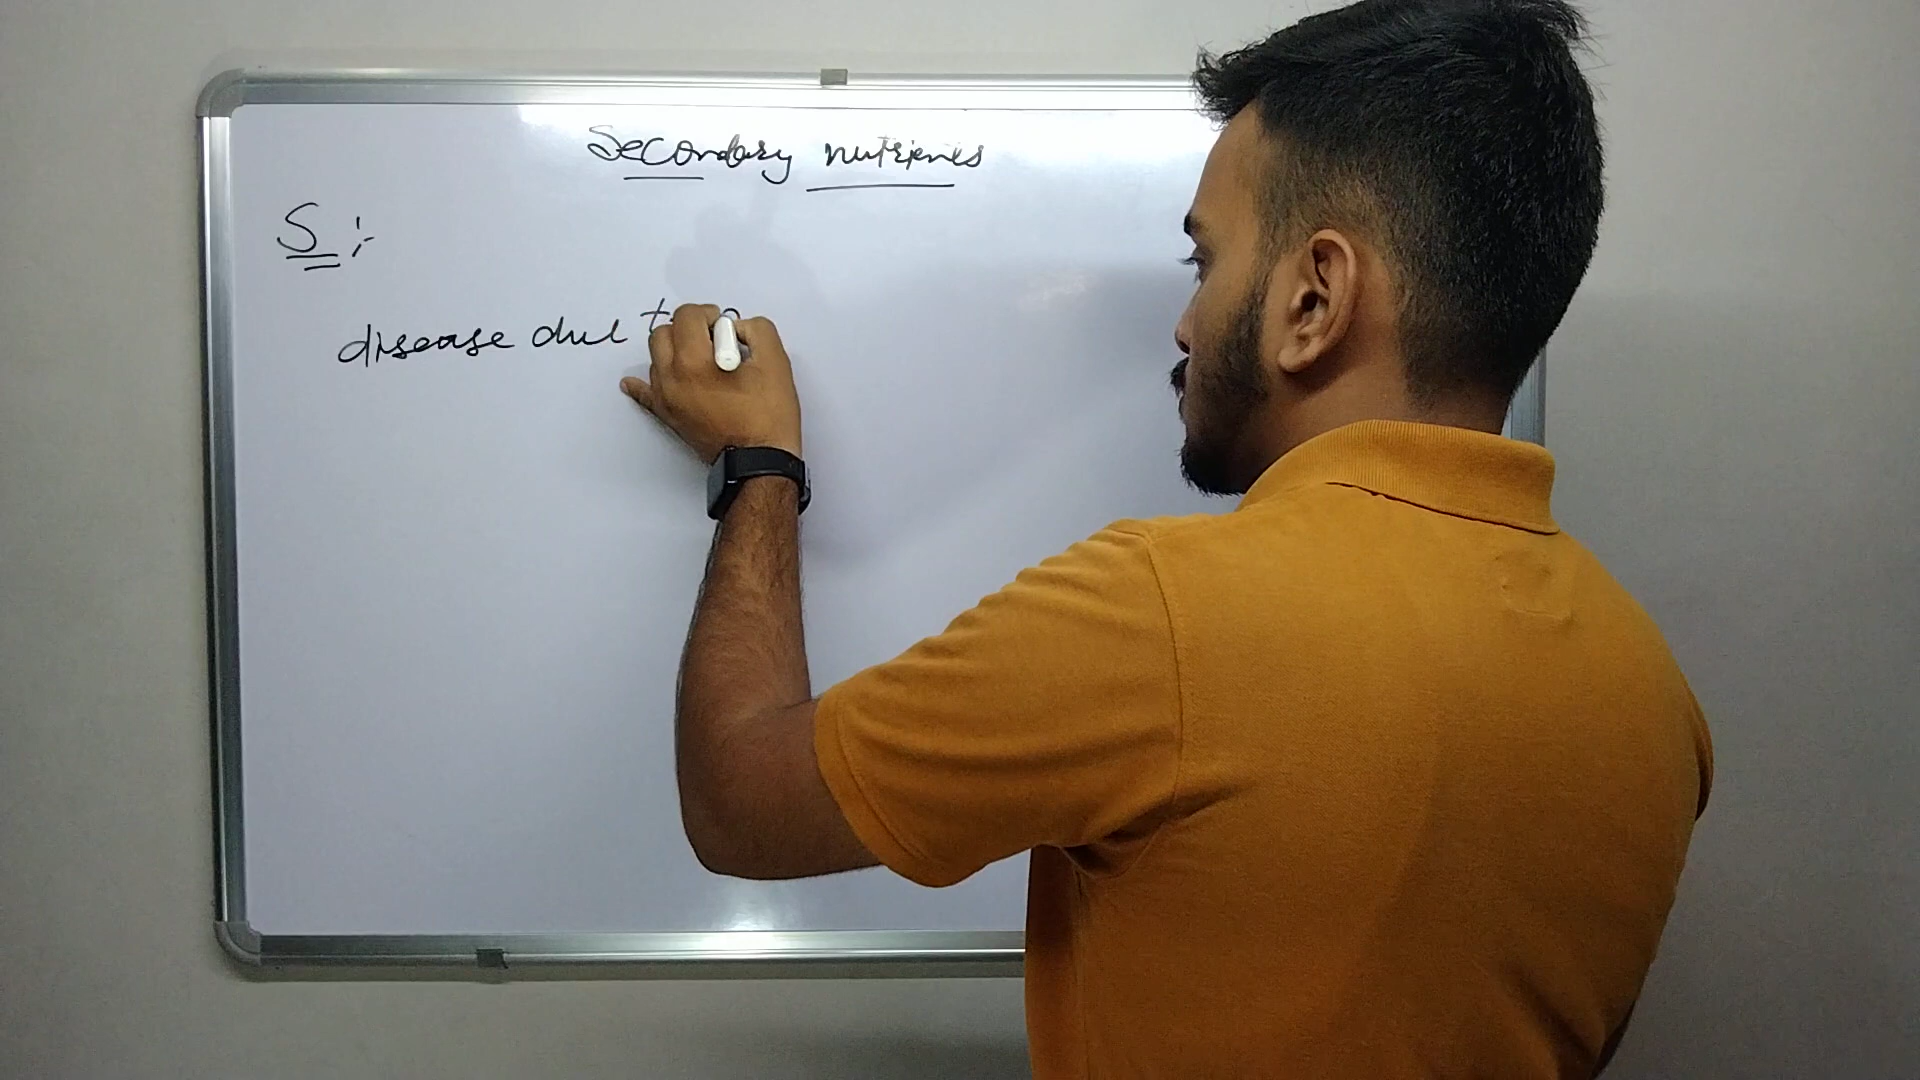 Secondary nutrients
S :-
disease due